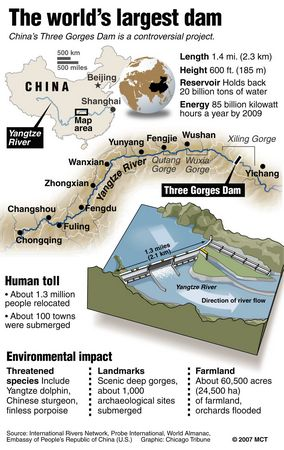 The world's largest dam
China's Three Gorges Dam is a controversial project.
500 km
500 miles
Beijing
CHINA
Shanghai
Yangtze
River
Map
area
Length 1.4 mi. (2.3 km)
Height 600 ft. (185 m)
Reservoir Holds back
20 billion tons of water
Energy 85 billion kilowatt
hours a year by 2009
Yunyang
Fengjie
Wushan
Xiling Gorge
Wanxian
Yangtze River
Qutang
Gorge
Wuxia
Gorge
Yichang
Zhongxian
Three Gorges Dam
Changshou
Fengdu
Fuling
Chongqing
1.3 miles
(2.1 km)
Yangtze River
Direction of river flow
Human toll
• About 1.3 million
people relocated
• About 100 towns
were submerged
Environmental impact
Threatened
species Include
Yangtze dolphin,
Chinese sturgeon,
finless porpoise
Landmarks
Scenic deep gorges,
about 1,000
archaeological sites
submerged
Farmland
About 60,500 acres
(24,500 ha)
of farmland,
orchards flooded
Source: International Rivers Network, Probe International, World Almanac,
Embassy of People's Republic of China (U.S.) Graphic: Chicago Tribune
© 2007 MCT